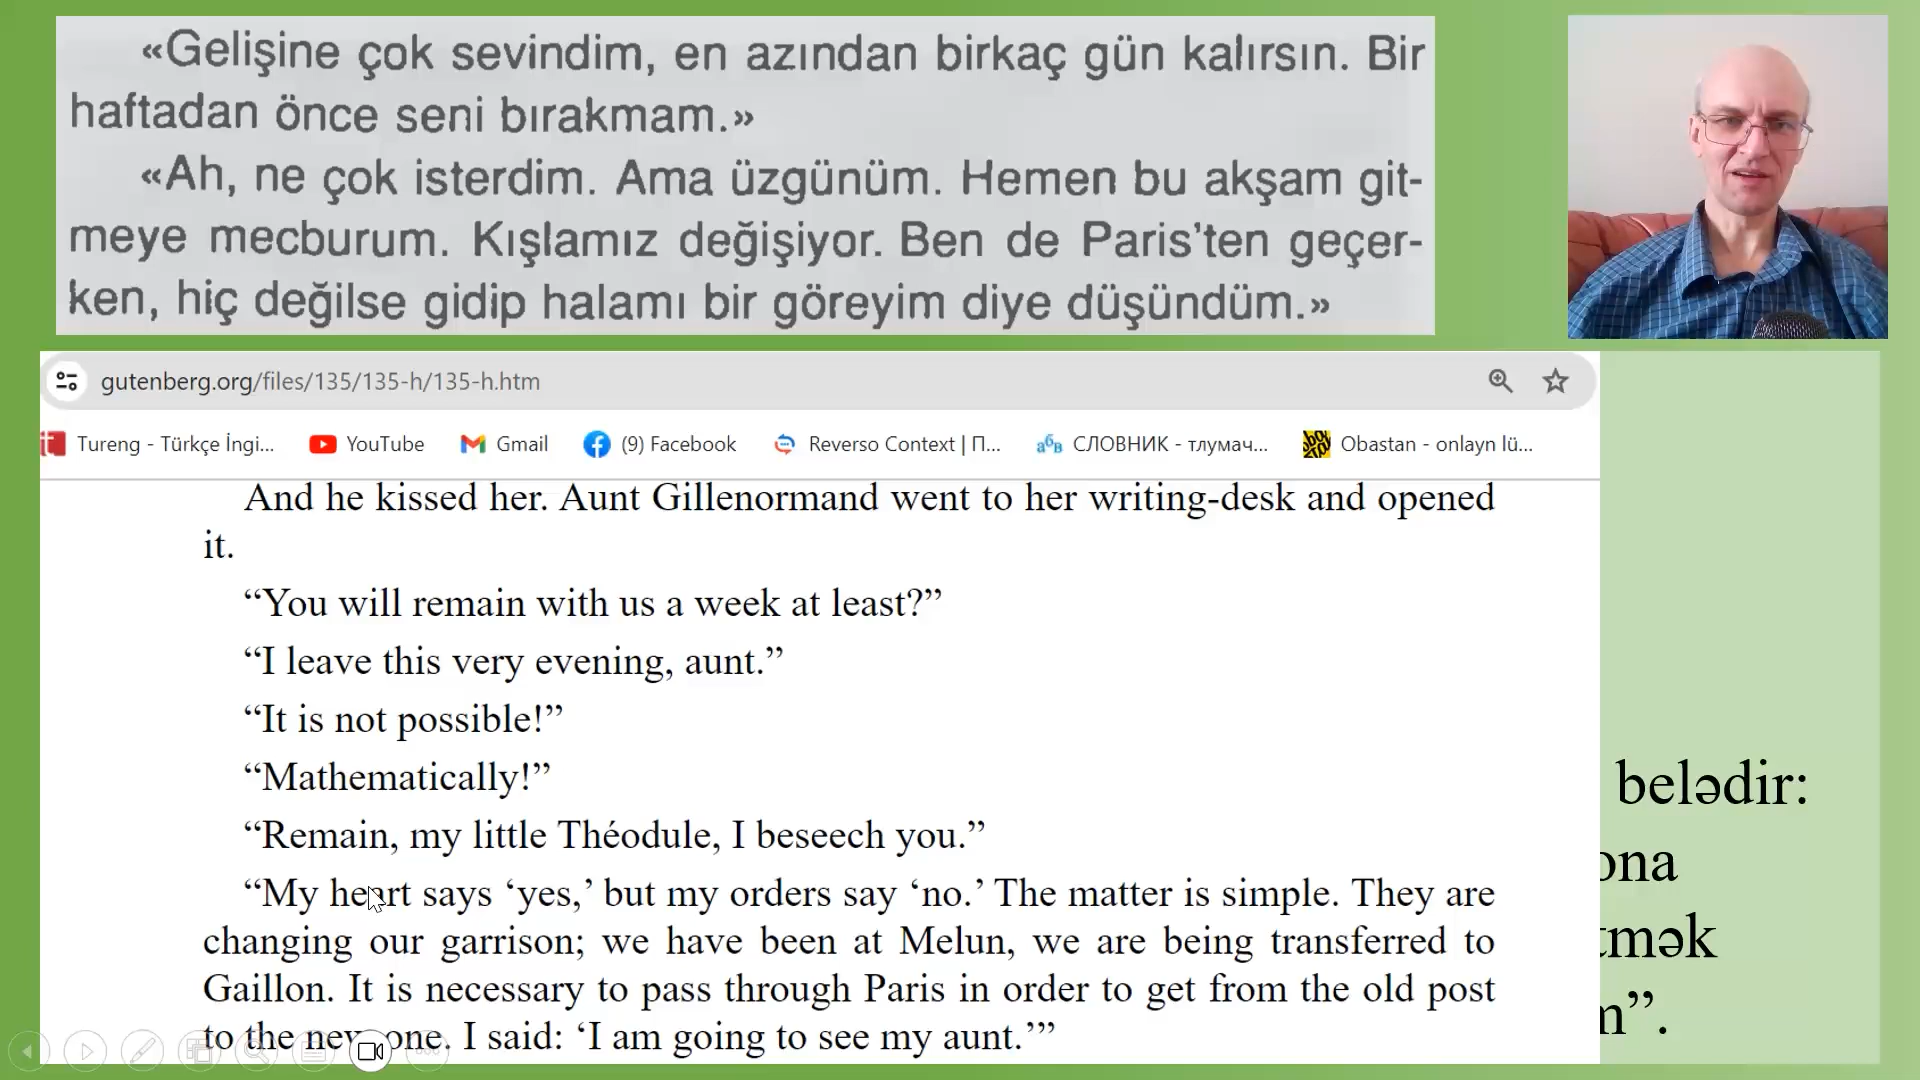 «Gelişine çok sevindim, en azından birkaç gün kalırsın. Bir
haftadan önce seni bırakmam.»
«Ah, ne çok isterdim. Ama üzgünüm. Hemen bu akşam git-
meye mecburum. Kışlamız değişiyor. Ben de Paris'ten geçer-
ken, hiç değilse gidip halamı bir göreyim diye düşündüm.»
gutenberg.org/files/135/135-h/135-h.htm
Tureng - Türkçe İngi... YouTube Gmail (9) Facebook Reverso Context | П... СЛОВНИК - тлумач... Obastan - onlayn lü...
And he kissed her. Aunt Gillenormand went to her writing-desk and opened
it.
“You will remain with us a week at least?”
“I leave this very evening, aunt.”
“It is not possible!”
“Mathematically!”
“Remain, my little Théodule, I beseech you.”
“My heart says ‘yes,’ but my orders say ‘no.’ The matter is simple. They are
changing our garrison; we have been at Melun, we are being transferred to
Gaillon. It is necessary to pass through Paris in order to get from the old post
to the new one. I said: ‘I am going to see my aunt.’”
belədir:
ona
tmək